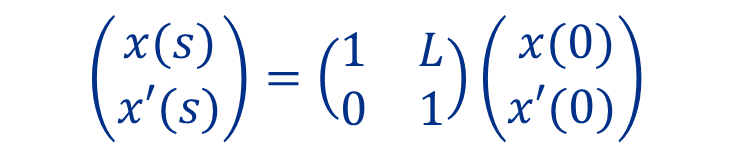 x(s) = 1 L x(0)
x′(s) 0 1 x′(0)